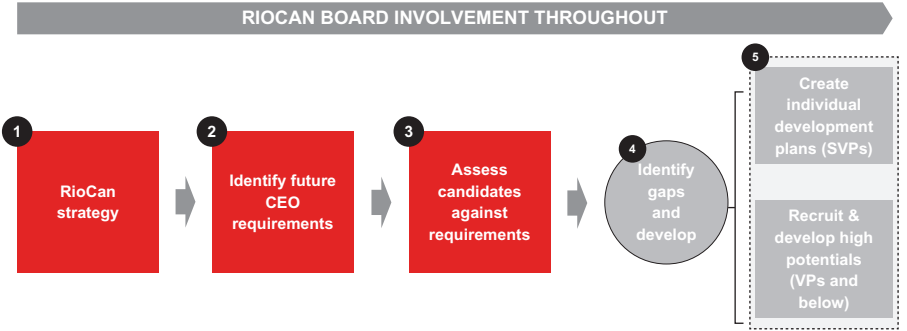 RIOCAN BOARD INVOLVEMENT THROUGHOUT
1
RioCan
strategy
2
Identify future
CEO
requirements
3
Assess
candidates
against
requirements
4
Identify
gaps
and
develop
5
Create
individual
development
plans (SVPs)
Recruit &
develop high
potentials
(VPs and
below)